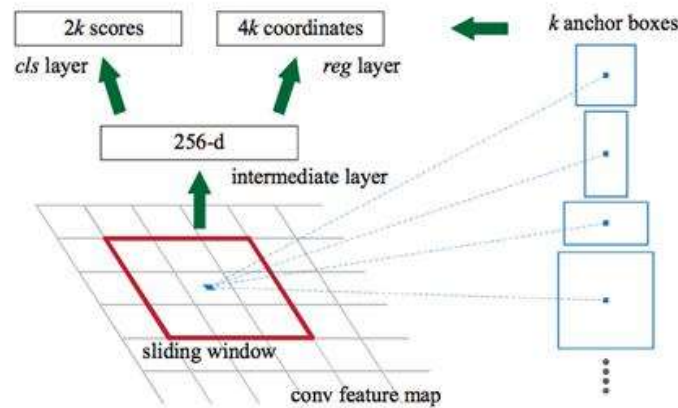 2k scores
4k coordinates
k anchor boxes
cls layer
reg layer
256-d
intermediate layer
sliding window
conv feature map